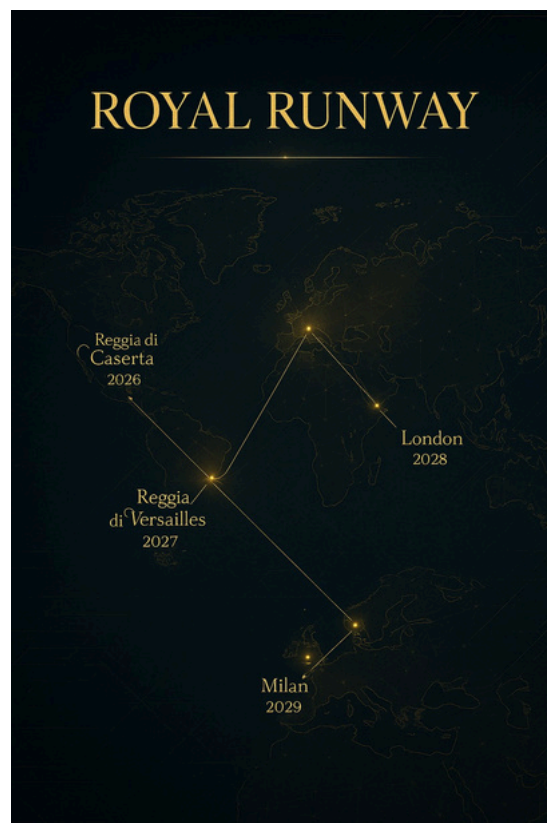 ROYAL RUNWAY
Reggia di
Caserta
2026
London
2028
Reggia
di Versailles
2027
Milan
2029